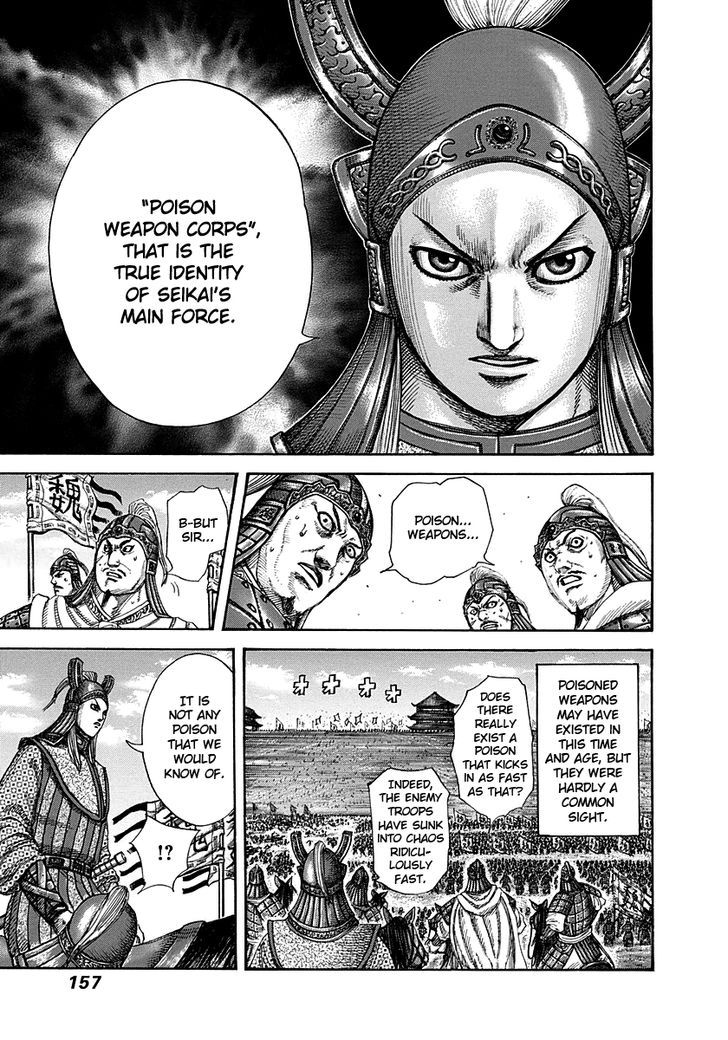 "POISON
WEAPON CORPS",
THAT IS THE
TRUE IDENTITY
OF SEIKAI'S
MAIN FORCE.
POISON...
WEAPONS...
B-BUT
SIR...
魏
POISONED
WEAPONS
MAY HAVE
EXISTED IN
THIS TIME
AND AGE, BUT
THEY WERE
HARDLY A
COMMON
SIGHT.
DOES
THERE
REALLY
EXIST A
POISON
THAT KICKS
IN AS FAST
AS THAT?
INDEED,
THE ENEMY
TROOPS
HAVE SUNK
INTO CHAOS
RIDICU-
LOUSLY
FAST.
IT IS
NOT ANY
POISON
THAT WE
WOULD
KNOW OF.
!?
157